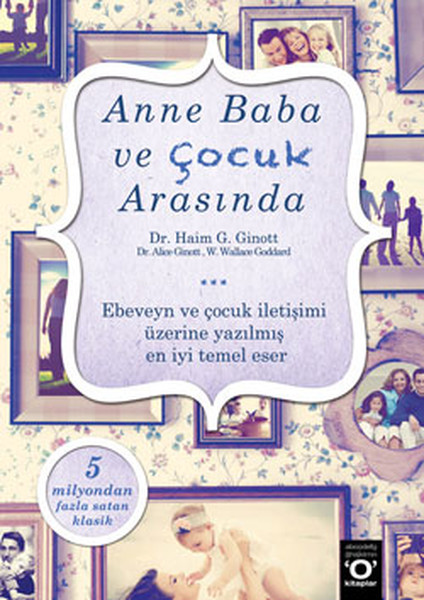 Anne Baba
ve çocuk
Arasında
Dr. Haim G. Ginott
Dr. Alice Ginott , W. Wallace Goddard
***
Ebeveyn ve çocuk iletişimi
üzerine yazılmış
en iyi temel eser
5
milyondan
fazla satan
klasik
'O'
kitaplar